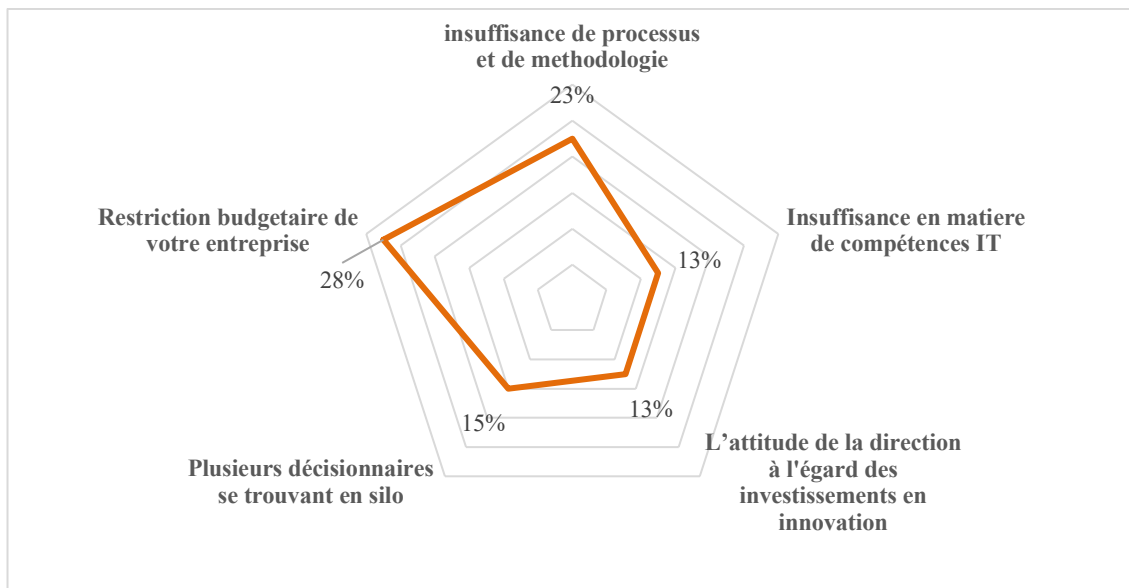 insuffisance de processus
et de methodologie
23%
Restriction budgetaire de
votre entreprise
28%
Insuffisance en matiere
de compétences IT
13%
Plusieurs décisionnaires
se trouvant en silo
15%
L’attitude de la direction
à l'égard des
investissements en
innovation
13%